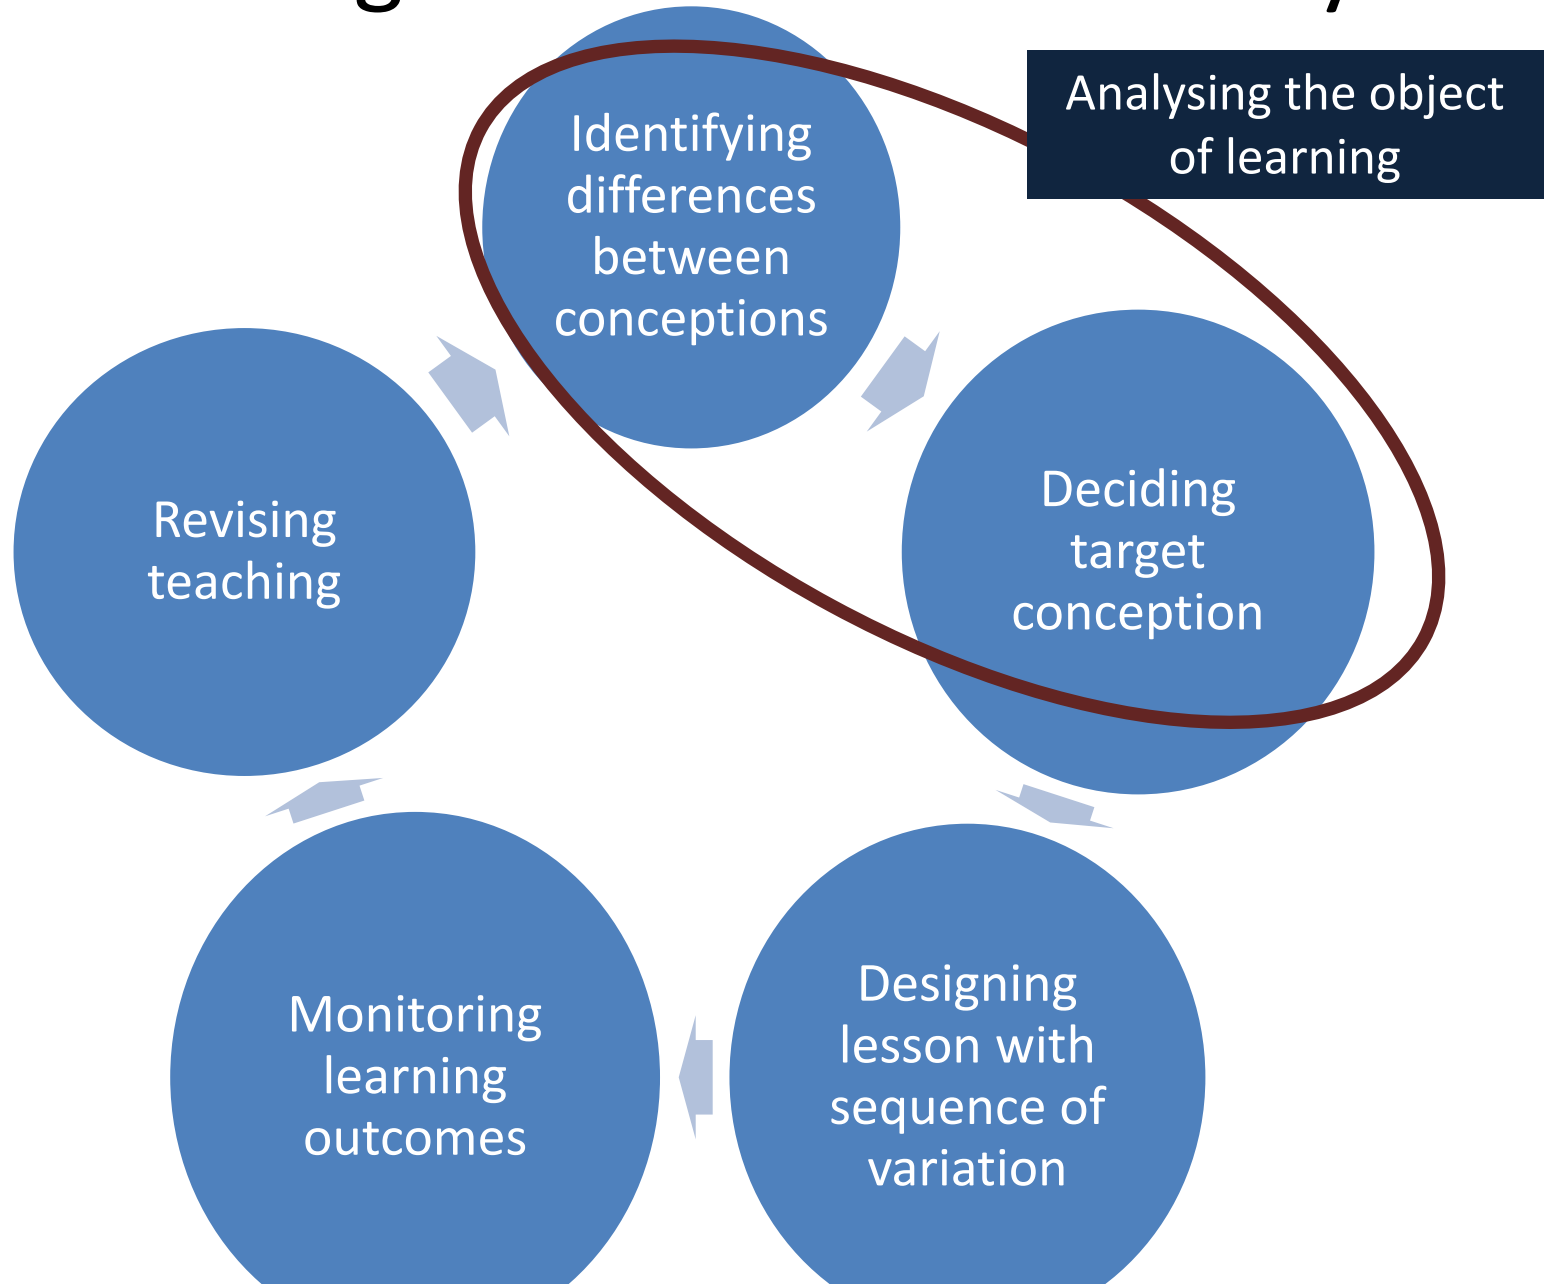 Analysing the object
of learning
Identifying
differences
between
conceptions
Deciding
target
conception
Designing
lesson with
sequence of
variation
Monitoring
learning
outcomes
Revising
teaching